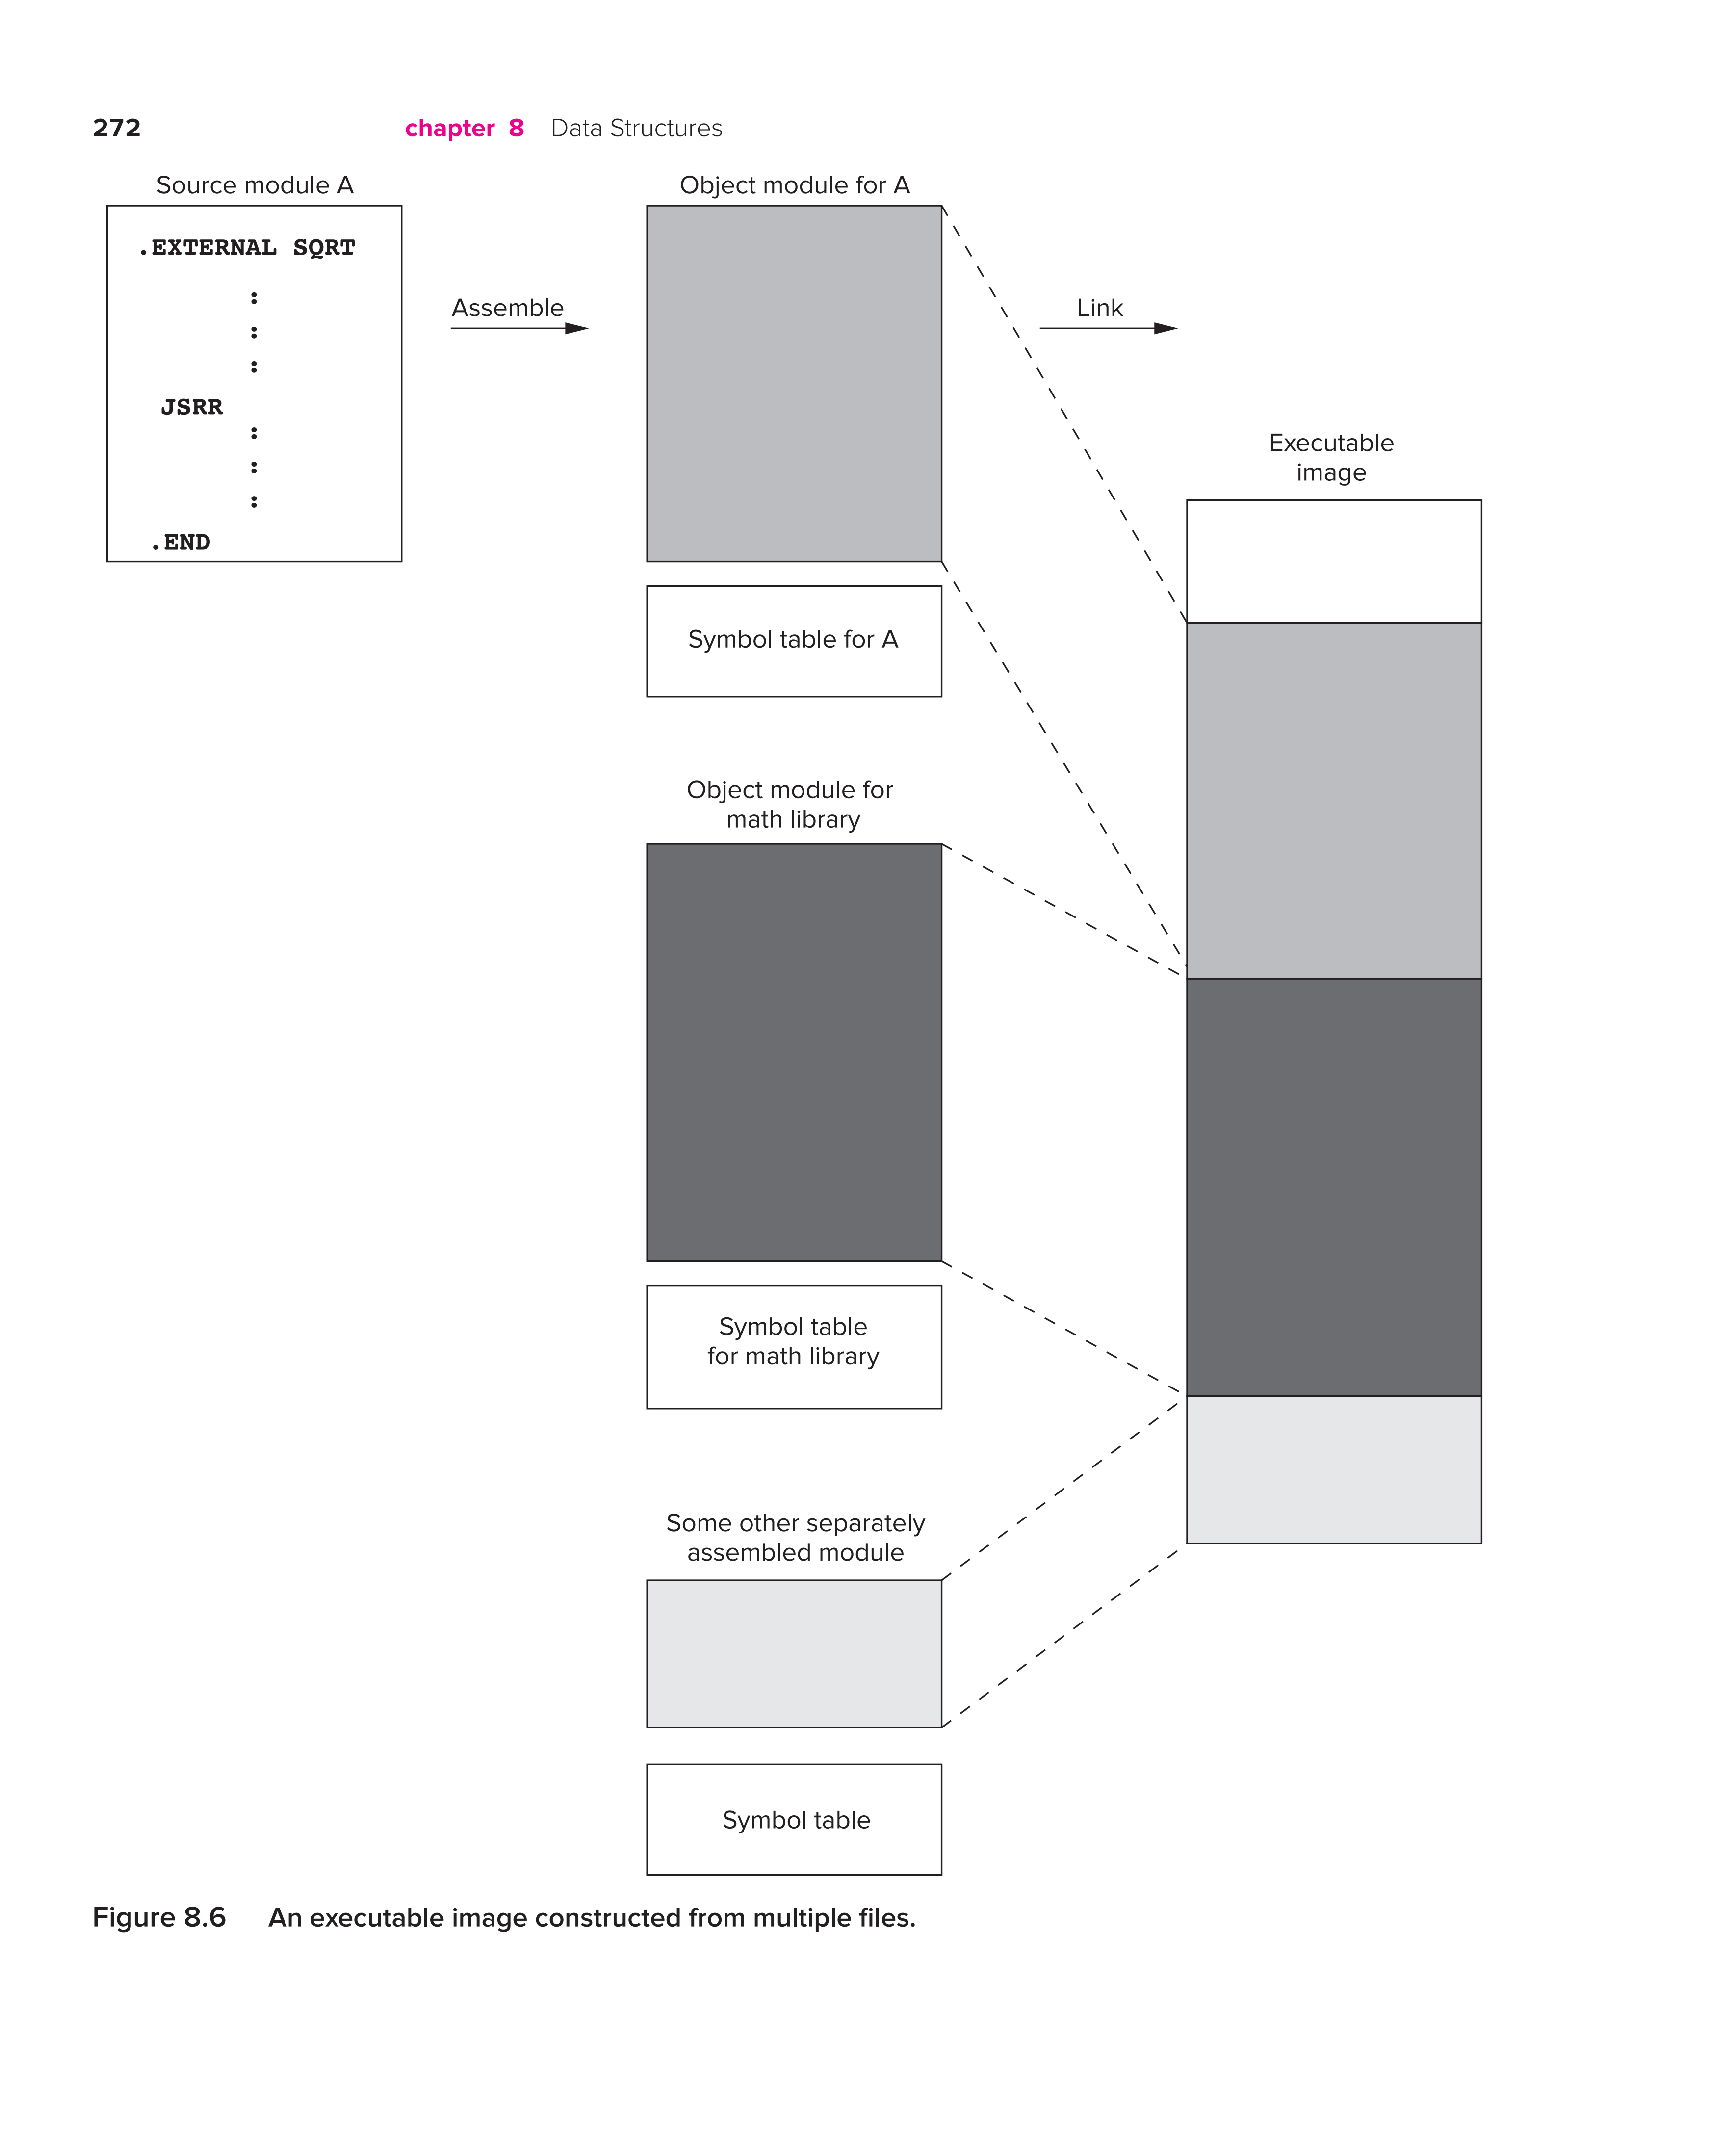 272 chapter 8 Data Structures
Source module A
.EXTERNAL SQRT
:
:
:
JSRR
:
:
:
.END
Assemble
Object module for A
Symbol table for A
Link
Object module for
math library
Symbol table
for math library
Some other separately
assembled module
Symbol table
Executable
image
Figure 8.6 An executable image constructed from multiple files.